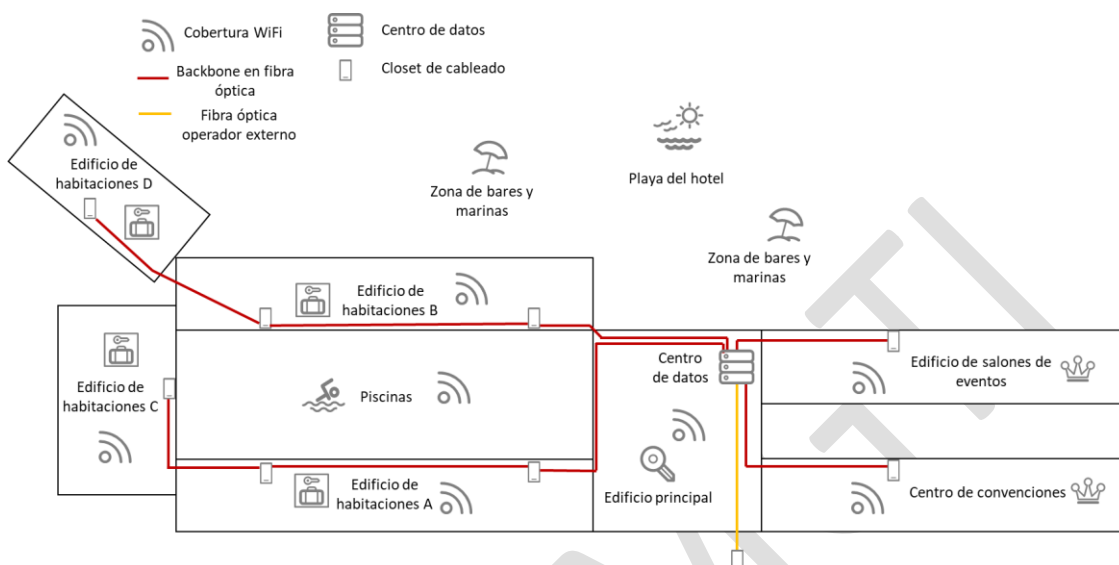 Cobertura WiFi
Centro de datos
Backbone en fibra
óptica
Closet de cableado
Fibra óptica
operador externo
Edificio de
habitaciones D
Zona de bares y
marinas
Playa del hotel
Zona de bares y
marinas
Edificio de
habitaciones B
Edificio de
habitaciones C
Piscinas
Centro
de datos
Edificio de salones de
eventos
Edificio de
habitaciones A
Edificio principal
Centro de convenciones